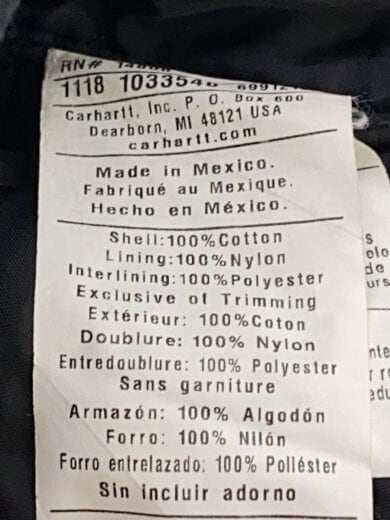 RN#
1118
Carhartt, Inc. P. O. Box 600
Dearborn, MI 48121 USA
carhartt.com
Made in Mexico.
Fabriqué au Mexique.
Hecho en México.
Shell:100%Cotton
Lining:100%Nylon
Interlining:100%Polyester
Exclusive of Trimming
Extérieur: 100%Coton
Doublure: 100% Nylon
Entredoublure: 100% Polyester
Sans garniture
Armazón: 100% Algodón
Forro: 100% Nilón
Forro entrelazado: 100% Poliéster
Sin incluir adorno